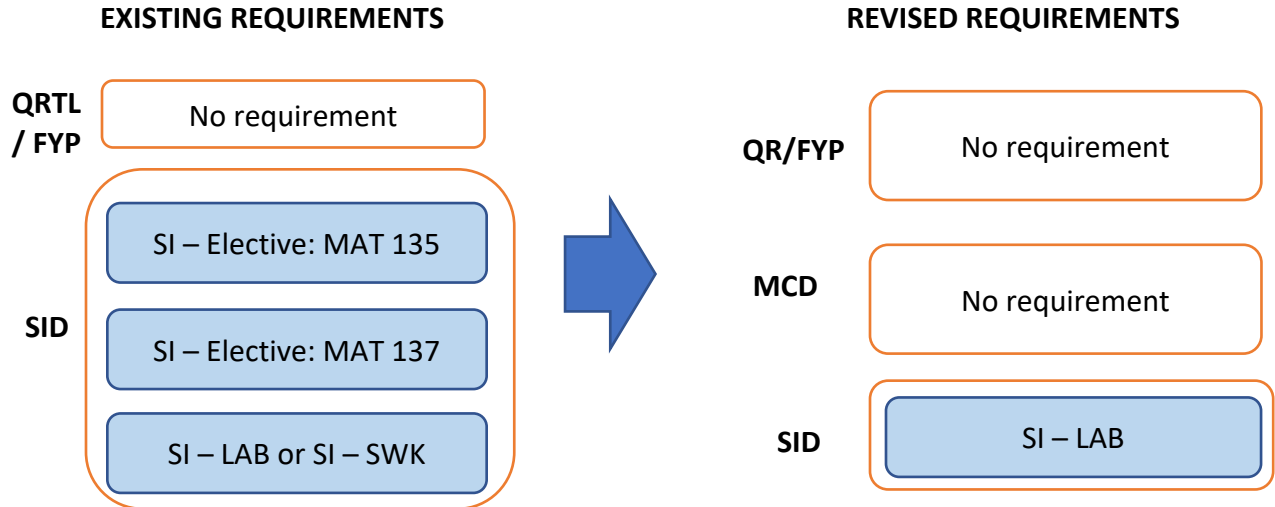 EXISTING REQUIREMENTS
QRTL
/ FYP
No requirement
SID
SI – Elective: MAT 135
SI – Elective: MAT 137
SI – LAB or SI – SWK
REVISED REQUIREMENTS
QR/FYP
No requirement
MCD
No requirement
SID
SI – LAB